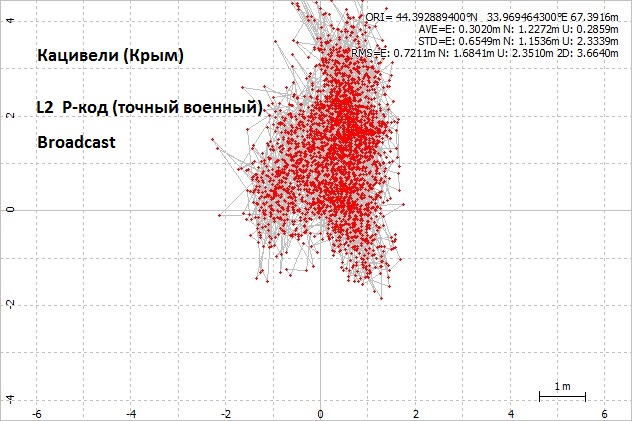 ORI= 44.392889400°N 33.969464300°E 67.3916m
AVE=E: 0.3020m N: 1.2272m U: 0.2859m
STD=E: 0.6549m N: 1.1536m U: 2.3339m
RMS=E: 0.7211m N: 1.6841m U: 2.3510m 2D: 3.6640m
Кацивели (Крым)
L2 Р-код (точный военный)
Broadcast
4
2
0
-2
-4
1 m
-6 -4 -2 0 2 4 6